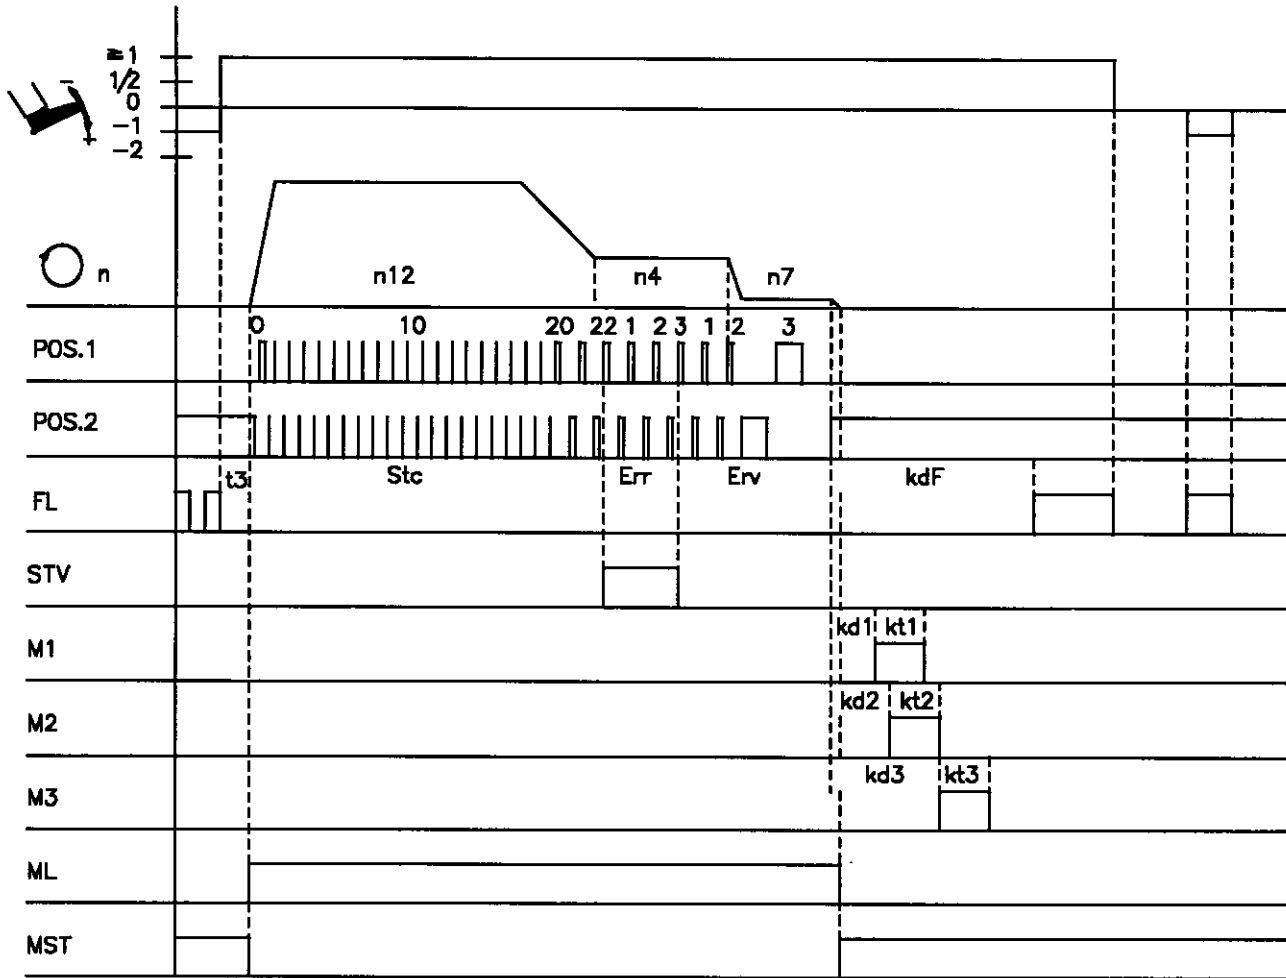 ≥1
1/2
0
−
−1
+
−2
n
n12 n4 n7
0 10 20 22 1 2 3 1 2 3
POS.1
POS.2
t3 Stc Err Erv kdF
FL
STV
kd1 kt1
M1
kd2 kt2
M2
kd3 kt3
M3
ML
MST